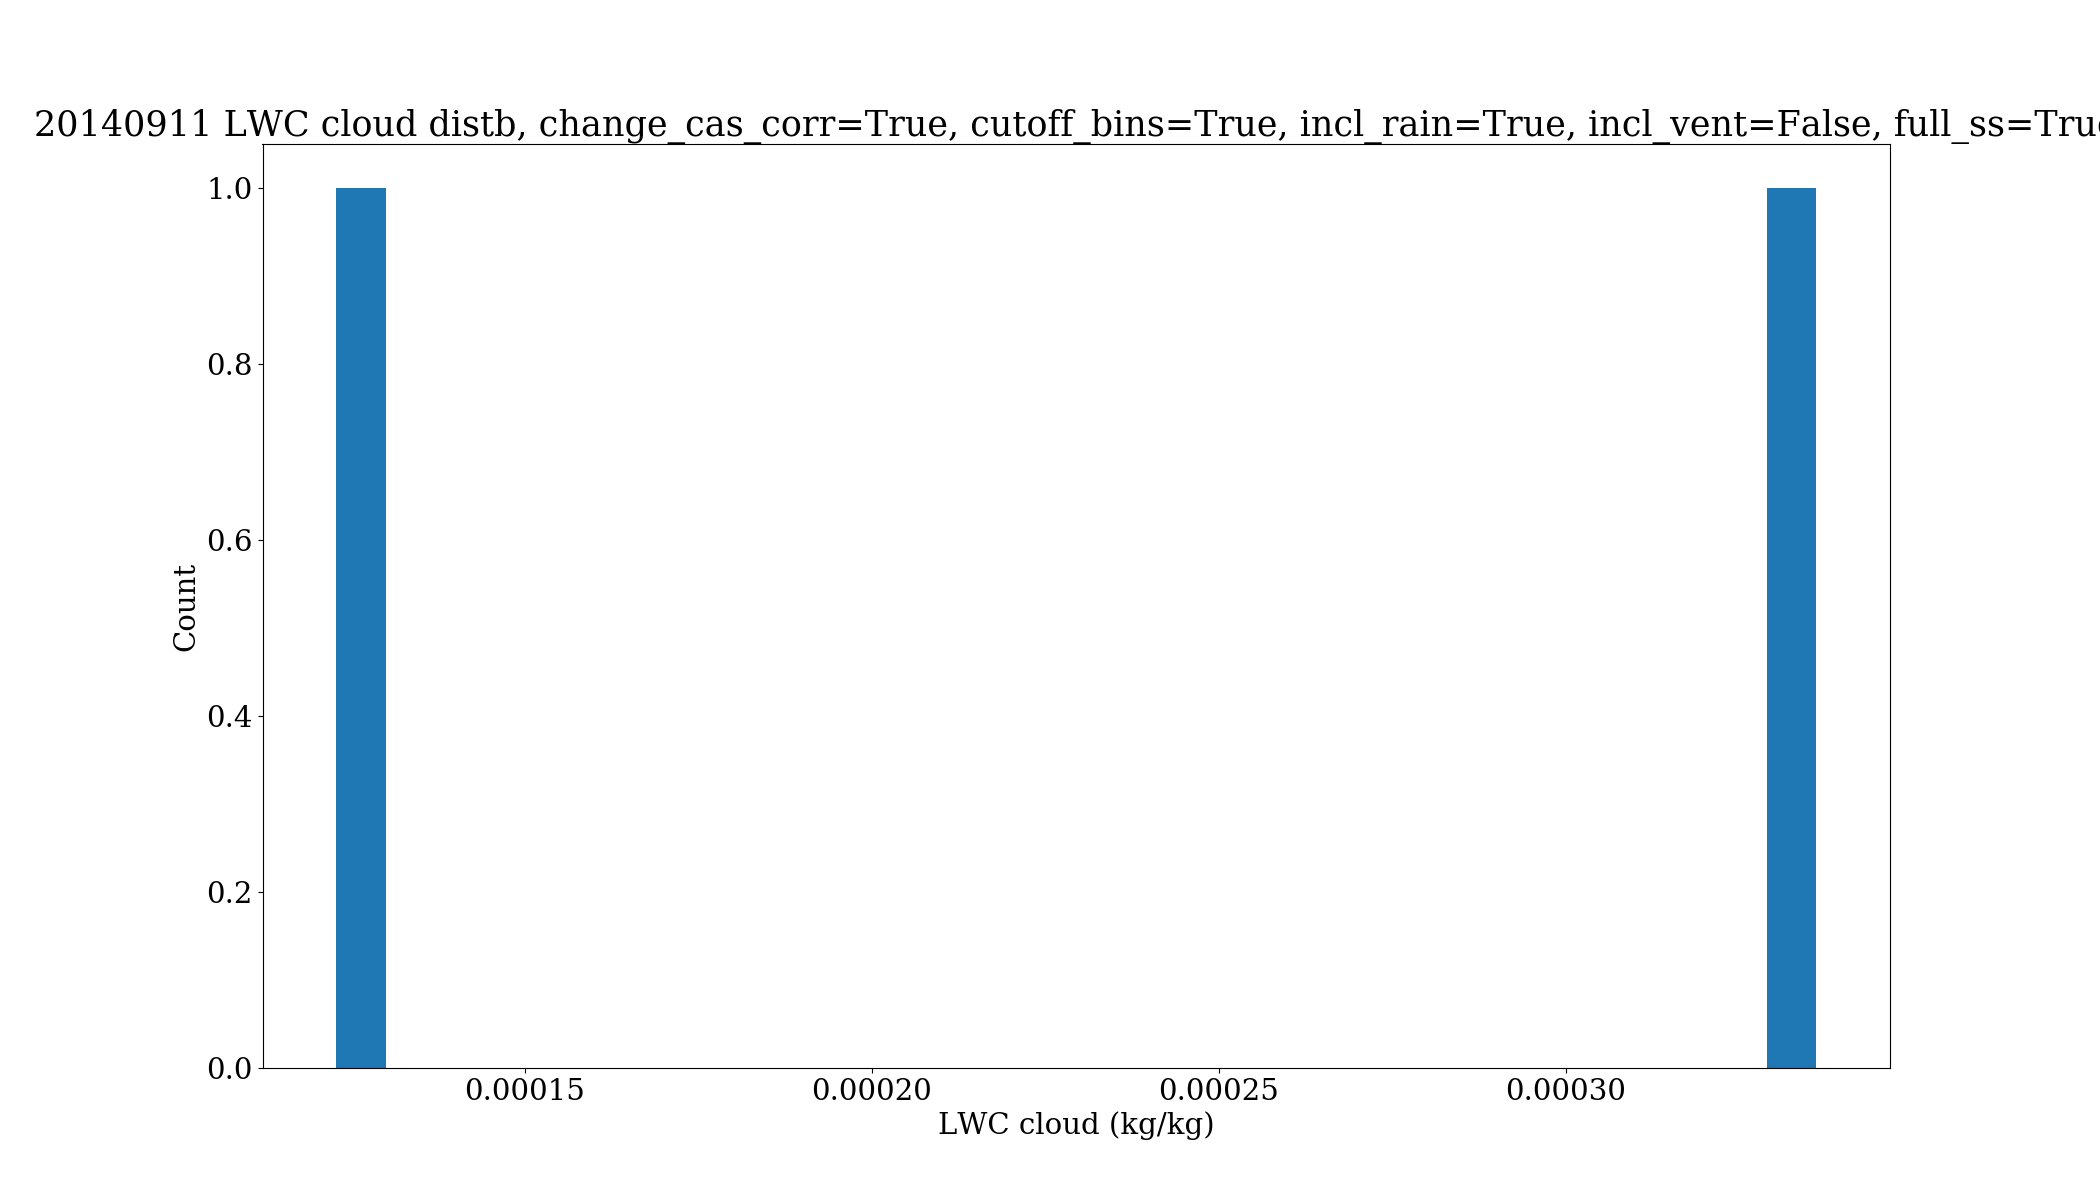 20140911 LWC cloud distb, change_cas_corr=True, cutoff_bins=True, incl_rain=True, incl_vent=False, full_ss=True
1.0
0.8
0.6
0.4
0.2
0.0
Count
0.00015 0.00020 0.00025 0.00030
LWC cloud (kg/kg)